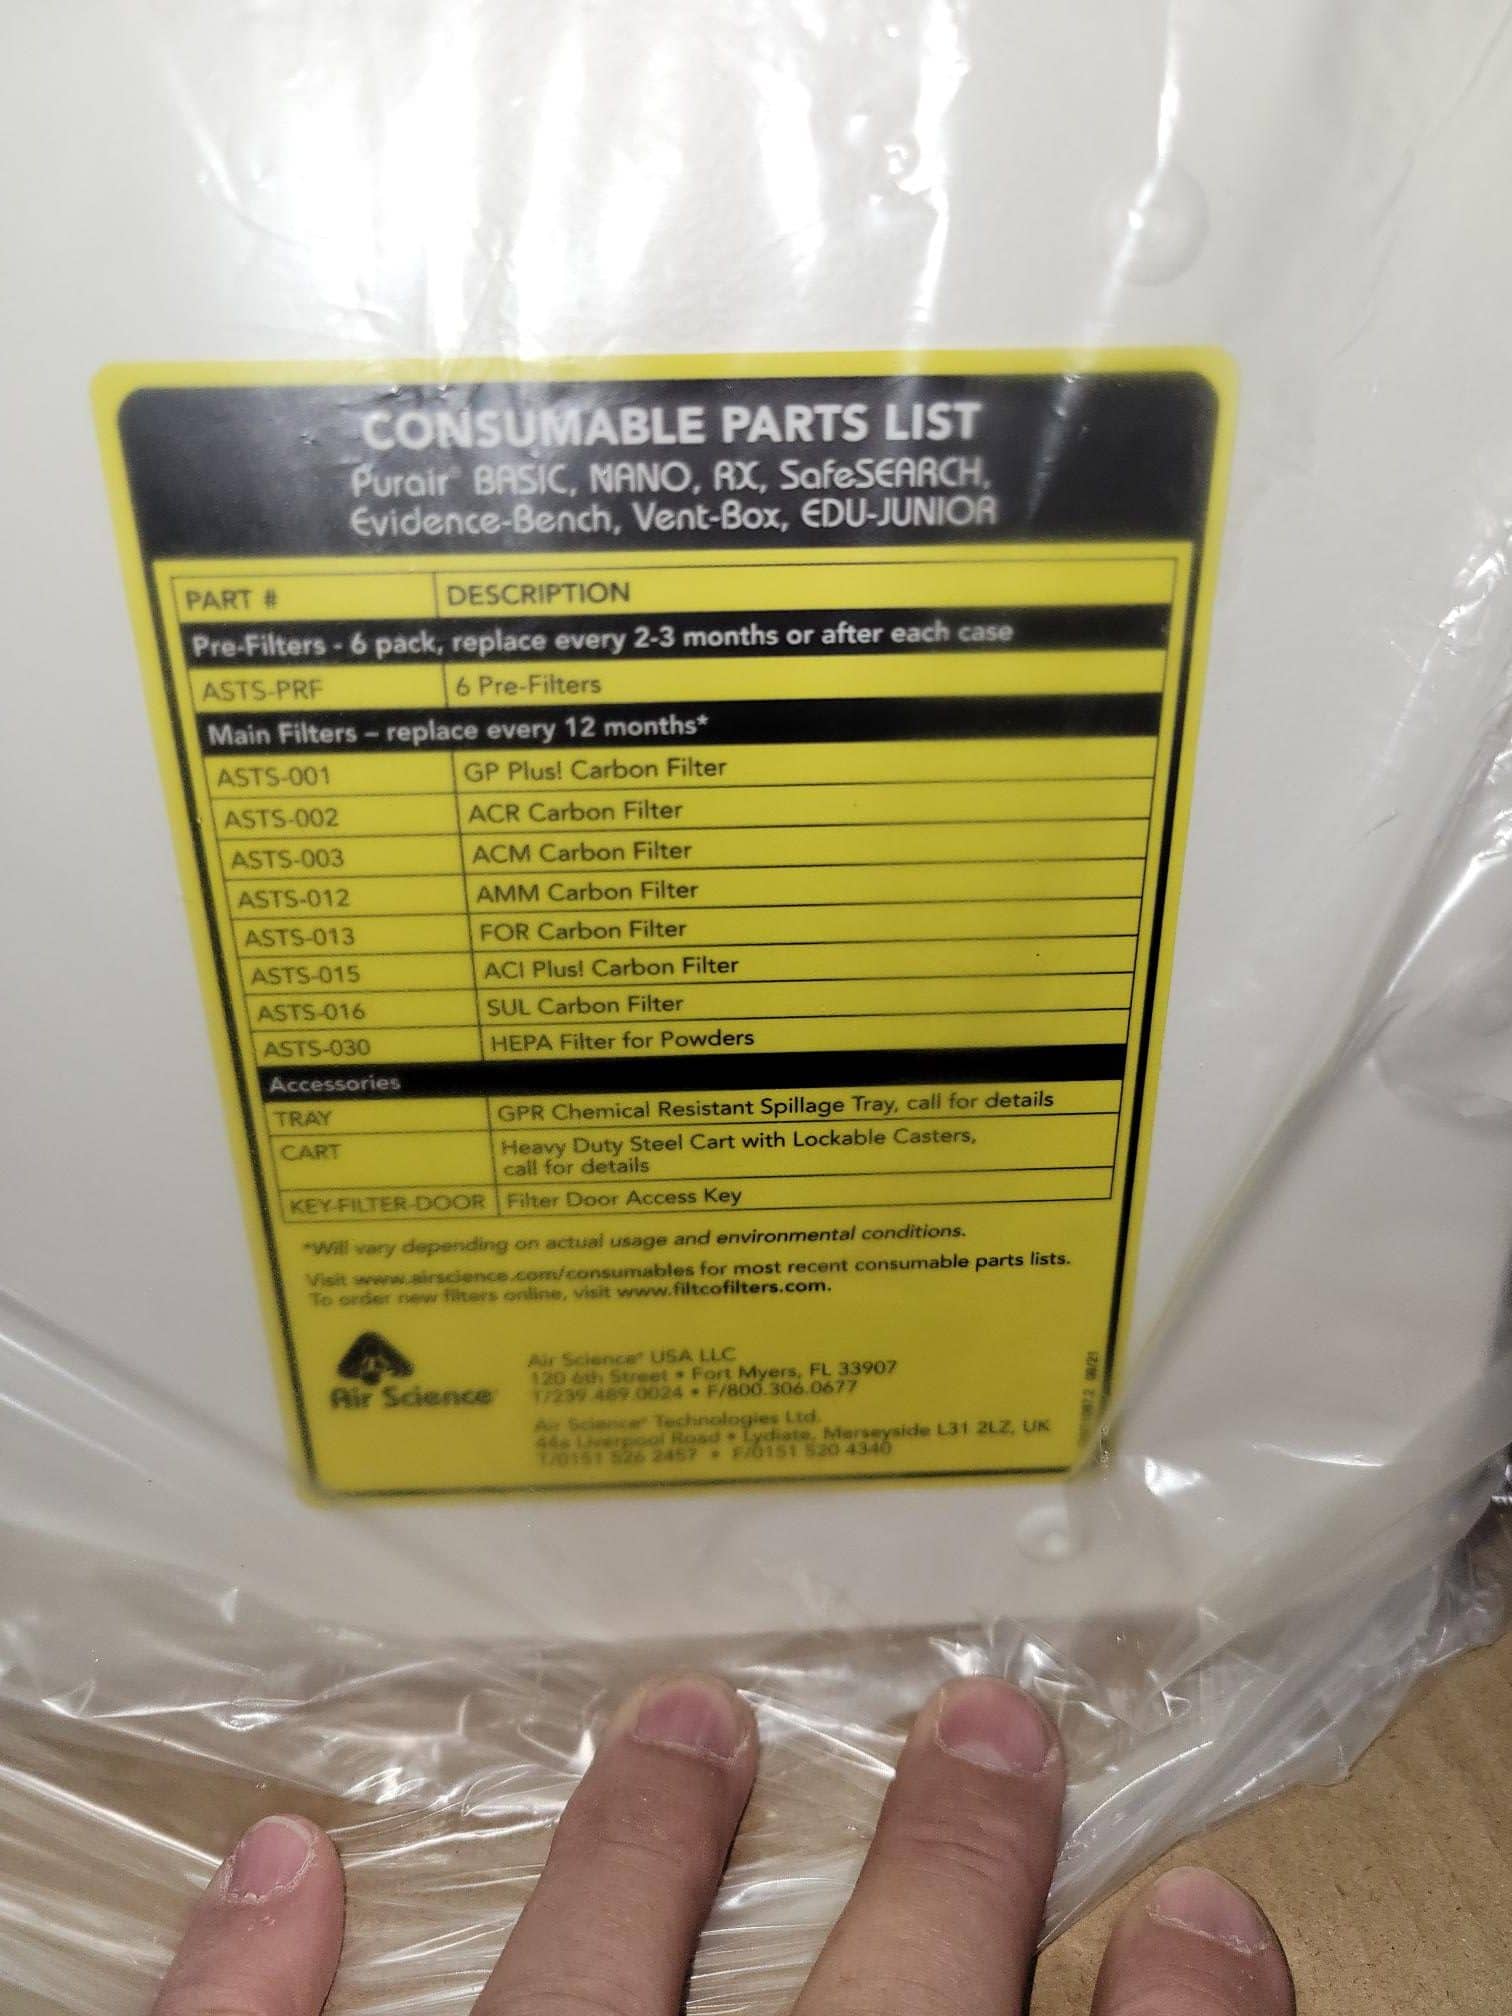 CONSUMABLE PARTS LIST
Purair® BASIC, NANO, RX, SafeSEARCH,
Evidence-Bench, Vent-Box, EDU-JUNIOR
PART # DESCRIPTION
Pre-Filters - 6 pack, replace every 2-3 months or after each case
ASTS-PRF 6 Pre-Filters
Main Filters – replace every 12 months*
ASTS-001 GP Plus! Carbon Filter
ASTS-002 ACR Carbon Filter
ASTS-003 ACM Carbon Filter
ASTS-012 AMM Carbon Filter
ASTS-013 FOR Carbon Filter
ASTS-015 ACI Plus! Carbon Filter
ASTS-016 SUL Carbon Filter
ASTS-030 HEPA Filter for Powders
Accessories
TRAY GPR Chemical Resistant Spillage Tray, call for details
CART Heavy Duty Steel Cart with Lockable Casters,
call for details
KEY-FILTER-DOOR Filter Door Access Key
*Will vary depending on actual usage and environmental conditions.
Visit www.airscience.com/consumables for most recent consumable parts lists.
To order new filters online, visit www.filtcofilters.com.
Air Science®
Air Science® USA LLC
120 6th Street • Fort Myers, FL 33907
T/239.489.0024 • F/800.306.0677
Air Science® Technologies Ltd.
44a Liverpool Road • Lydiate, Merseyside L31 2LZ, UK
T/0151 526 2457 • F/0151 520 4340